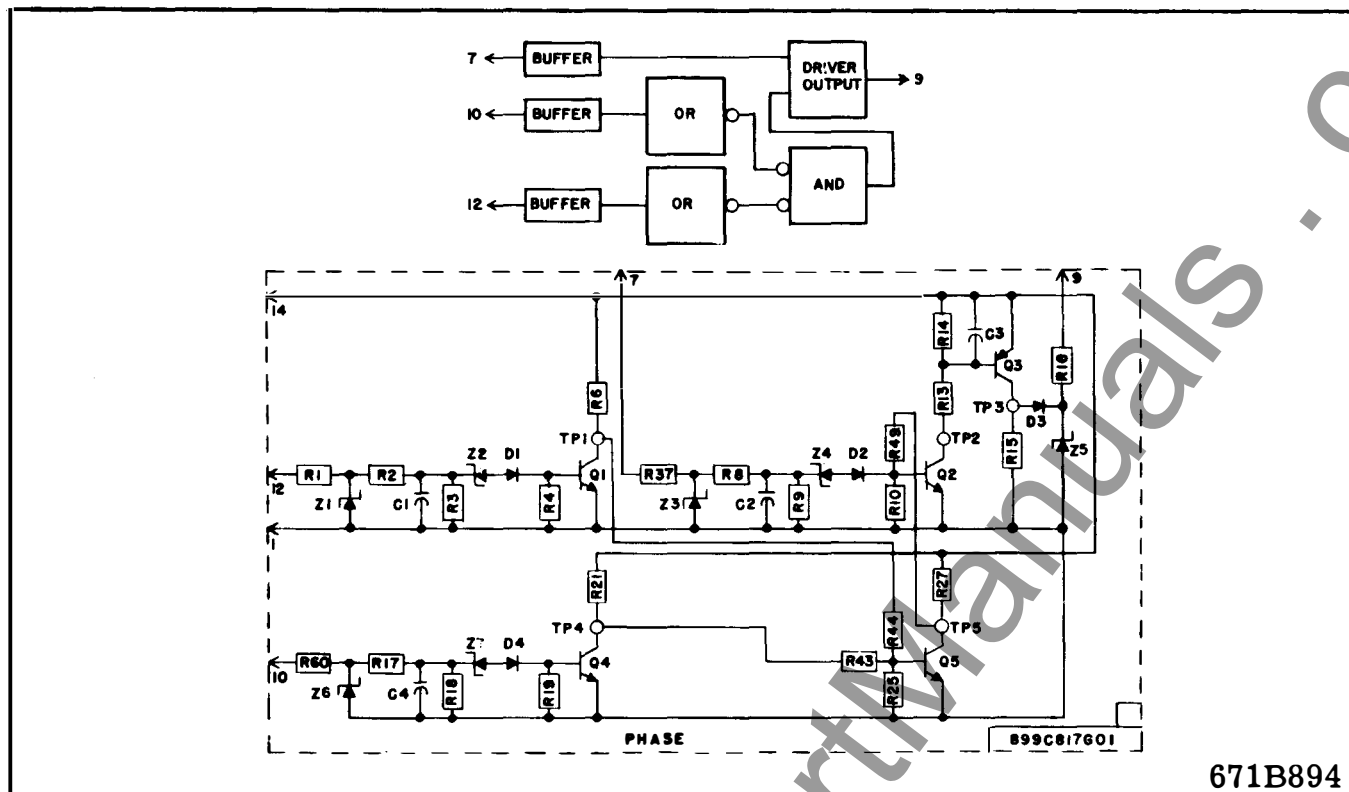 7 BUFFER DRIVER OUTPUT 9
10 BUFFER OR
AND
12 BUFFER OR
7 9
14
R14 C3
Q3 R16
R6 R13
TP3 D3
TP1 R49 TP2 R15 Z5
Z2 D1 Z4 D2
R1 R2 Q1 R37 R8 Q2
12 Z1 C1 R3 R4 Z3 C2 R9 R10
1
R21 R27
TP4 R44 TP5
D4
R60 R17 Q4 R43 Q5
10 Z6 C4 R18 R19 R25
PHASE 899C817G01
671B894
rtManuals . c